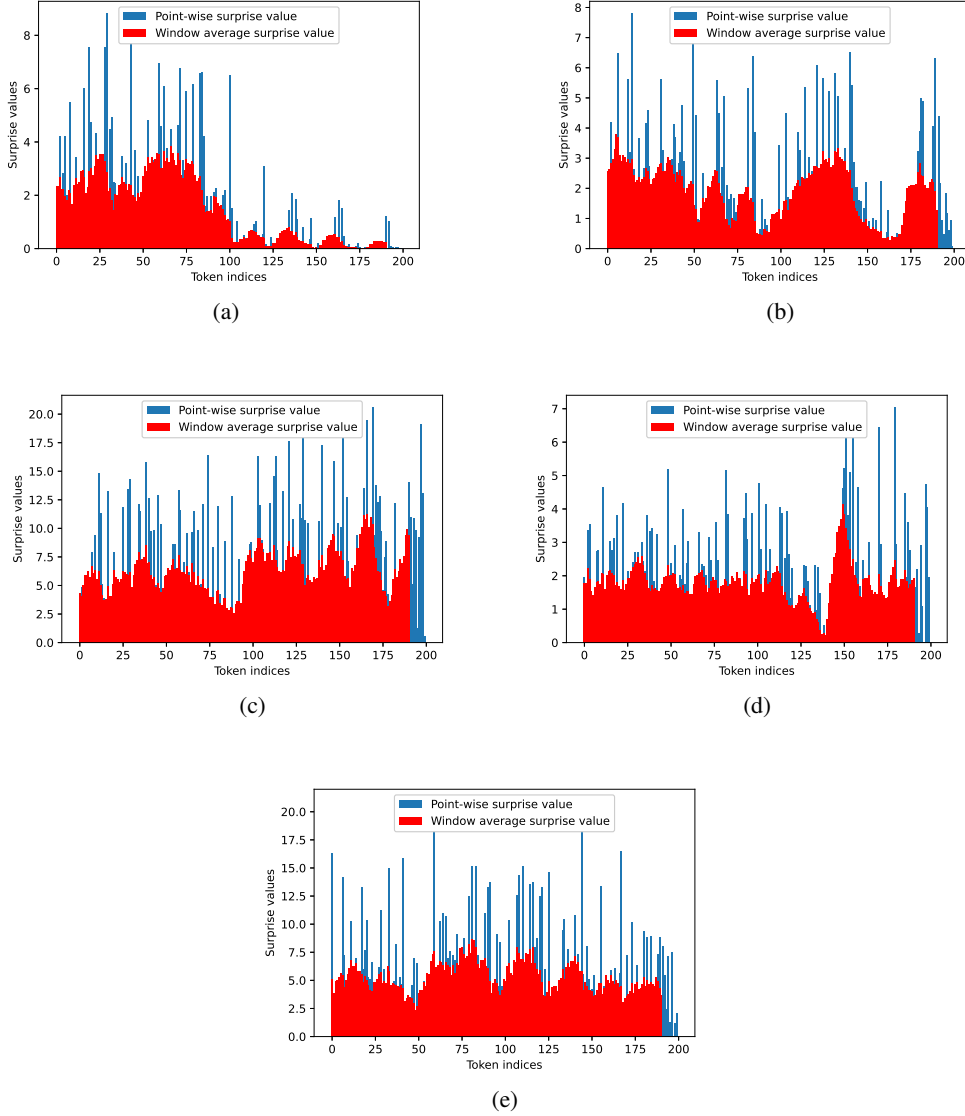 Point-wise surprise value
Window average surprise value
Surprise values
8
6
4
2
0
0 25 50 75 100 125 150 175 200
Token indices
(a)
Point-wise surprise value
Window average surprise value
Surprise values
8
7
6
5
4
3
2
1
0
0 25 50 75 100 125 150 175 200
Token indices
(b)
Point-wise surprise value
Window average surprise value
Surprise values
20.0
17.5
15.0
12.5
10.0
7.5
5.0
2.5
0.0
0 25 50 75 100 125 150 175 200
Token indices
(c)
Point-wise surprise value
Window average surprise value
Surprise values
7
6
5
4
3
2
1
0
0 25 50 75 100 125 150 175 200
Token indices
(d)
Point-wise surprise value
Window average surprise value
Surprise values
20.0
17.5
15.0
12.5
10.0
7.5
5.0
2.5
0.0
0 25 50 75 100 125 150 175 200
Token indices
(e)